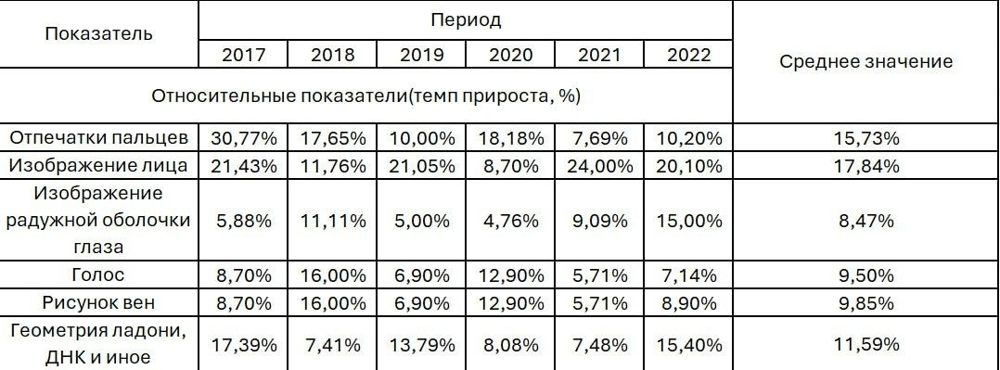 Показатель Период Среднее значение
2017 2018 2019 2020 2021 2022
Относительные показатели(темп прироста, %)
Отпечатки пальцев 30,77% 17,65% 10,00% 18,18% 7,69% 10,20% 15,73%
Изображение лица 21,43% 11,76% 21,05% 8,70% 24,00% 20,10% 17,84%
Изображение
радужной оболочки 5,88% 11,11% 5,00% 4,76% 9,09% 15,00% 8,47%
глаза
Голос 8,70% 16,00% 6,90% 12,90% 5,71% 7,14% 9,50%
Рисунок вен 8,70% 16,00% 6,90% 12,90% 5,71% 8,90% 9,85%
Геометрия ладони,
ДНК и иное 17,39% 7,41% 13,79% 8,08% 7,48% 15,40% 11,59%